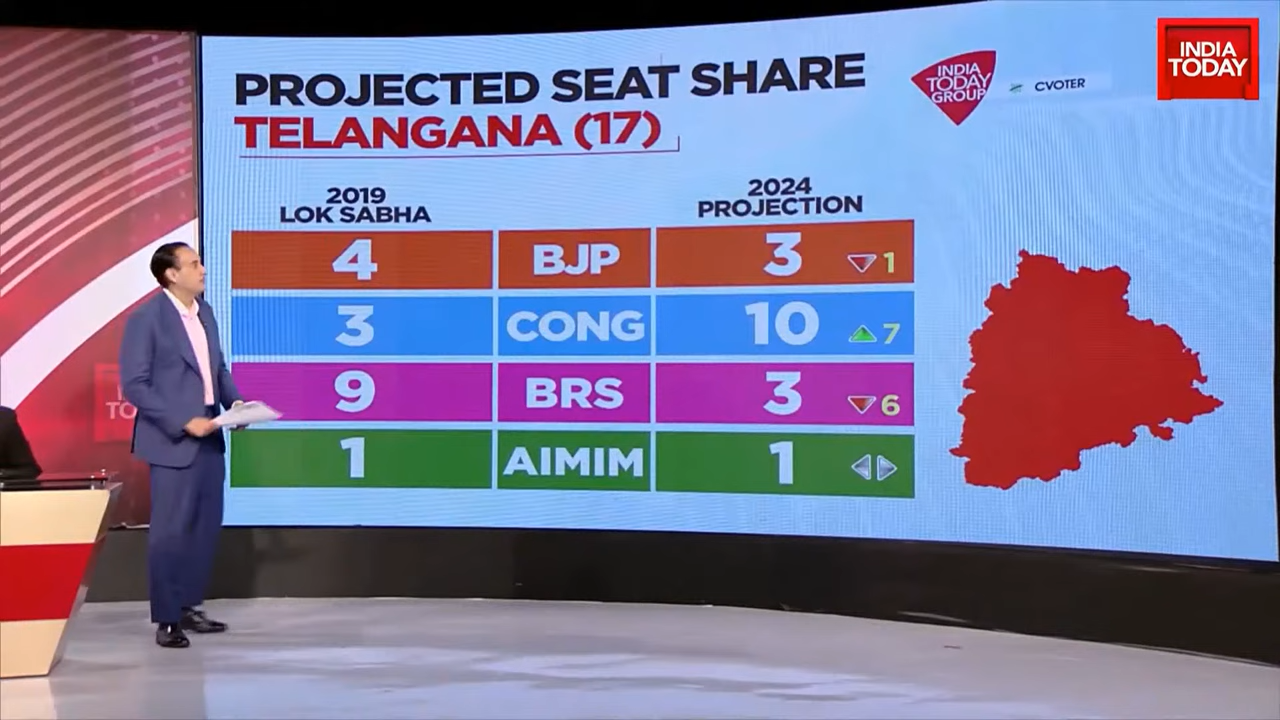 PROJECTED SEAT SHARE
TELANGANA (17)
INDIA
TODAY
GROUP
CVOTER
INDIA
TODAY
2019
LOK SABHA
2024
PROJECTION
4 BJP 3 1
3 CONG 10 7
9 BRS 3 6
1 AIMIM 1
TO